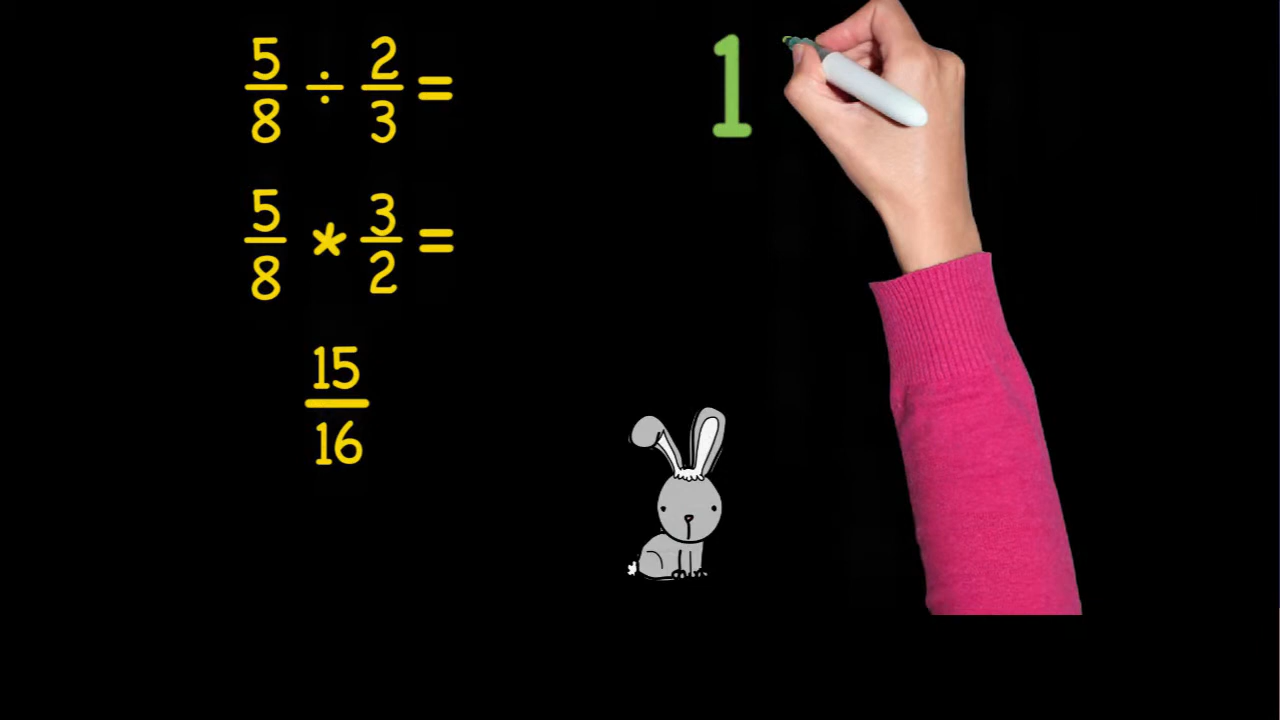 5/8 ÷ 2/3 =
5/8 * 3/2 =
15/16
1